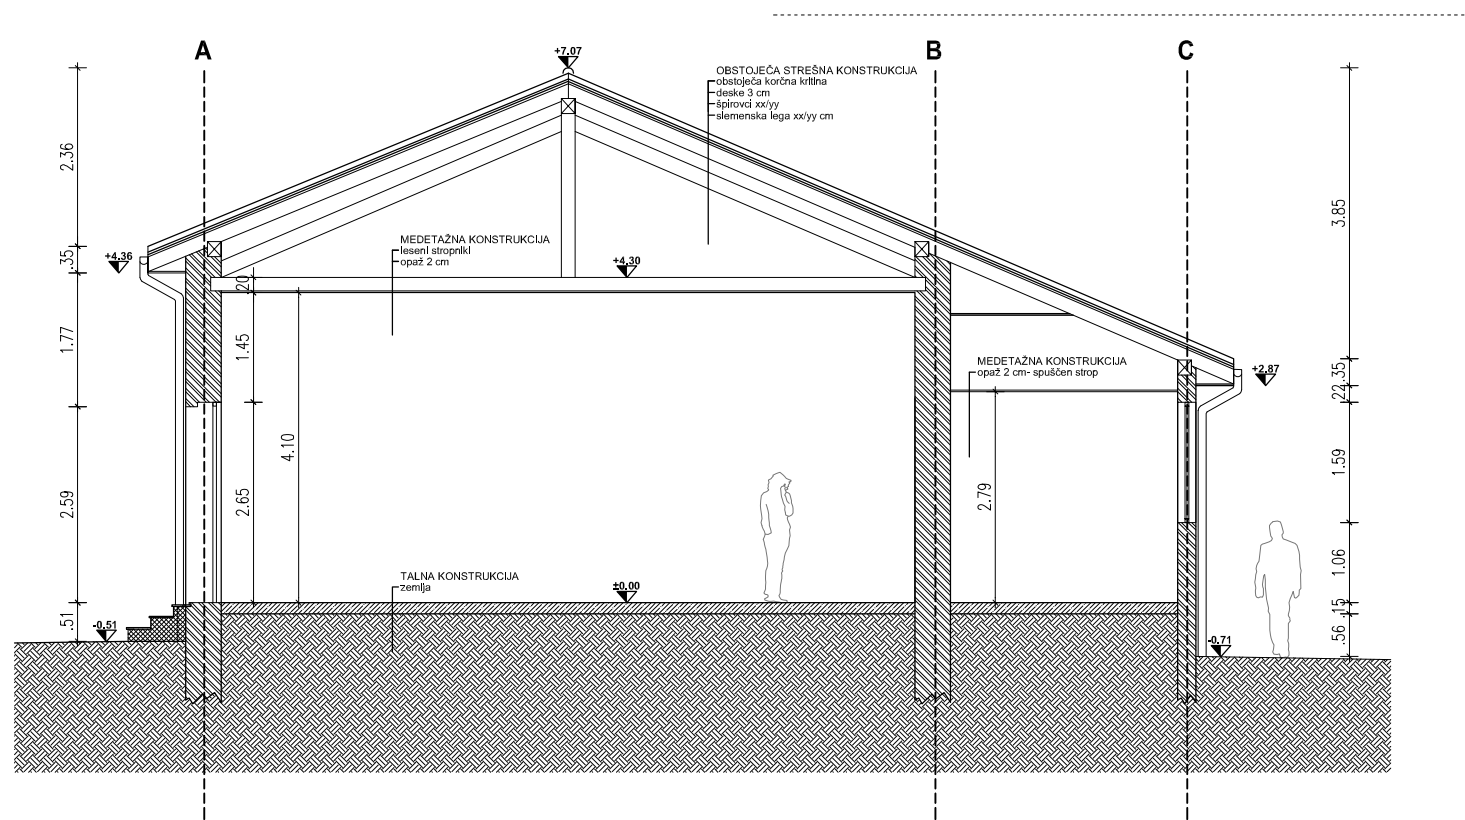 A
B
C
+7.07
OBSTOJEČA STREŠNA KONSTRUKCIJA
obstoječa korčna kritina
deske 3 cm
špirovci xx/yy
slemenska lega xx/yy cm
2.36
3.85
MEDETAŽNA KONSTRUKCIJA
leseni stropniki
opaž 2 cm
+4.36
.35
+4.30
.20
1.77
1.45
MEDETAŽNA KONSTRUKCIJA
opaž 2 cm- spuščen strop
+2.87
.35
.22
4.10
1.59
2.59
2.65
2.79
1.06
TALNA KONSTRUKCIJA
zemlja
±0.00
.15
.51
-0.51
.56
-0.71